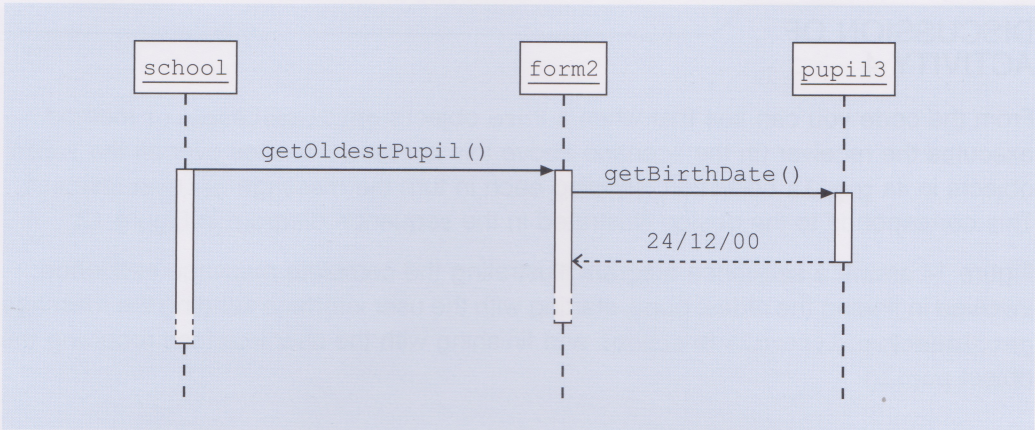 school
form2
pupil3
getOldestPupil()
getBirthDate()
24/12/00